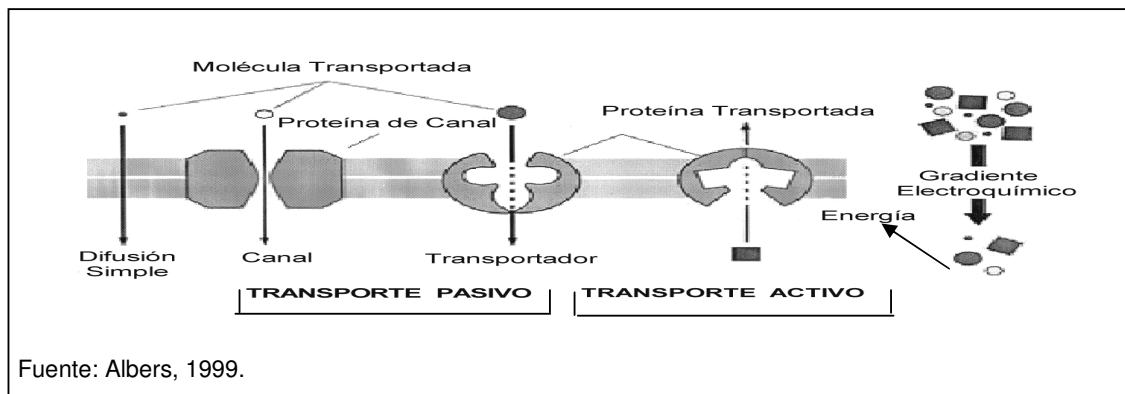 Molécula Transportada
Proteína de Canal
Proteína Transportada
Gradiente
Electroquímico
Energía
Difusión
Simple
Canal
Transportador
TRANSPORTE PASIVO
TRANSPORTE ACTIVO
Fuente: Albers, 1999.